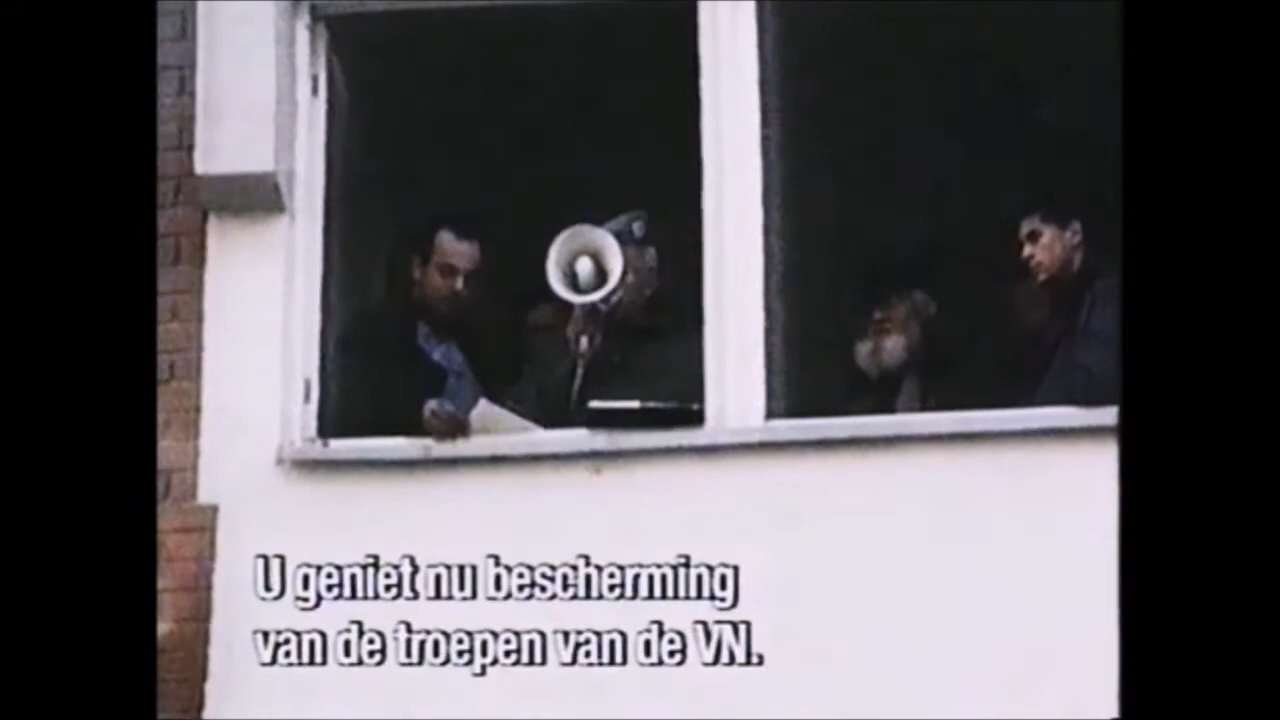 U geniet nu bescherming
van de troepen van de VN.